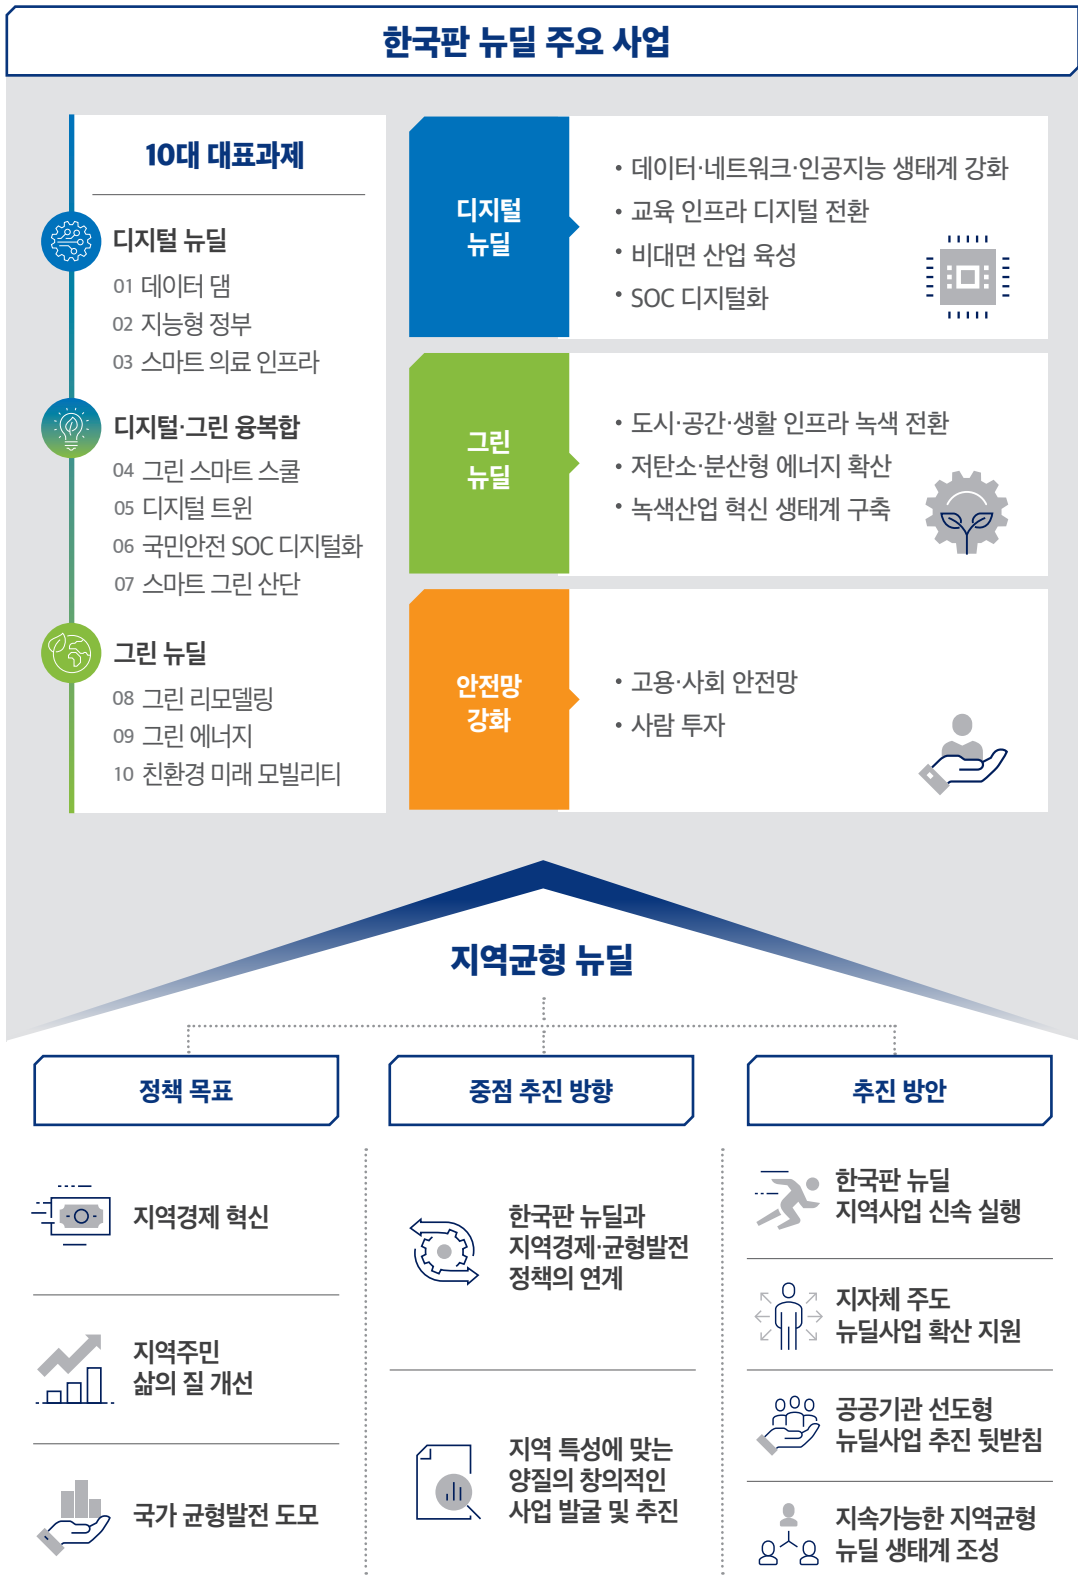 한국판 뉴딜 주요 사업
10대 대표과제
디지털 뉴딜
01 데이터 댐
02 지능형 정부
03 스마트 의료 인프라
디지털·그린 융복합
04 그린 스마트 스쿨
05 디지털 트윈
06 국민안전 SOC 디지털화
07 스마트 그린 산단
그린 뉴딜
08 그린 리모델링
09 그린 에너지
10 친환경 미래 모빌리티
디지털
뉴딜
• 데이터·네트워크·인공지능 생태계 강화
• 교육 인프라 디지털 전환
• 비대면 산업 육성
• SOC 디지털화
그린
뉴딜
• 도시·공간·생활 인프라 녹색 전환
• 저탄소·분산형 에너지 확산
• 녹색산업 혁신 생태계 구축
안전망
강화
• 고용·사회 안전망
• 사람 투자
지역균형 뉴딜
정책 목표
지역경제 혁신
지역주민
삶의 질 개선
국가 균형발전 도모
중점 추진 방향
한국판 뉴딜과
지역경제·균형발전
정책의 연계
지역 특성에 맞는
양질의 창의적인
사업 발굴 및 추진
추진 방안
한국판 뉴딜
지역사업 신속 실행
지자체 주도
뉴딜사업 확산 지원
공공기관 선도형
뉴딜사업 추진 뒷받침
지속가능한 지역균형
뉴딜 생태계 조성